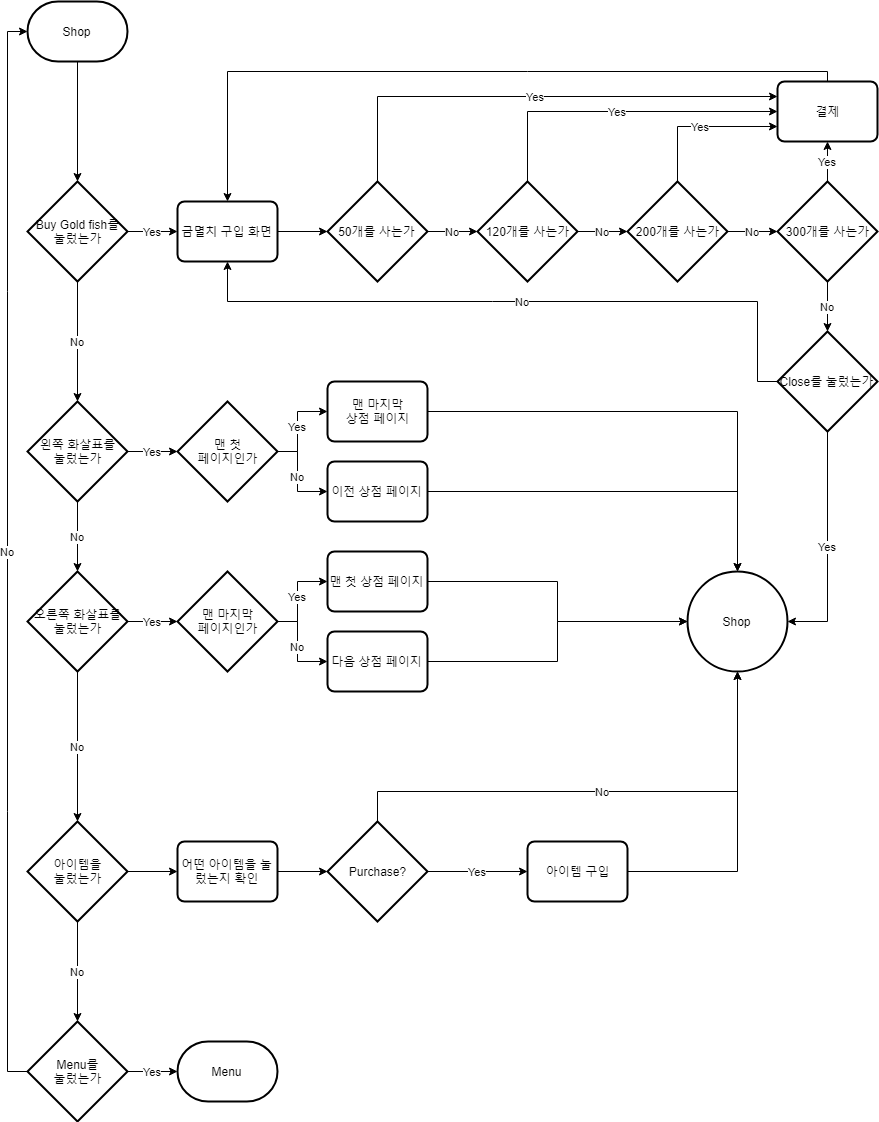 Shop
결제
Yes
Yes
Yes
Yes
Buy Gold fish를
눌렀는가
Yes
금멸치 구입 화면
50개를 사는가
No
120개를 사는가
No
200개를 사는가
No
300개를 사는가
No
No
No
Close를 눌렀는가
왼쪽 화살표를
눌렀는가
Yes
맨 첫
페이지인가
Yes
No
맨 마지막
상점 페이지
이전 상점 페이지
No
Yes
No
오른쪽 화살표를
눌렀는가
Yes
맨 마지막
페이지인가
Yes
No
맨 첫 상점 페이지
다음 상점 페이지
Shop
No
No
아이템을
눌렀는가
어떤 아이템을 눌
렀는지 확인
Purchase?
Yes
아이템 구입
No
Menu를
눌렀는가
Yes
Menu